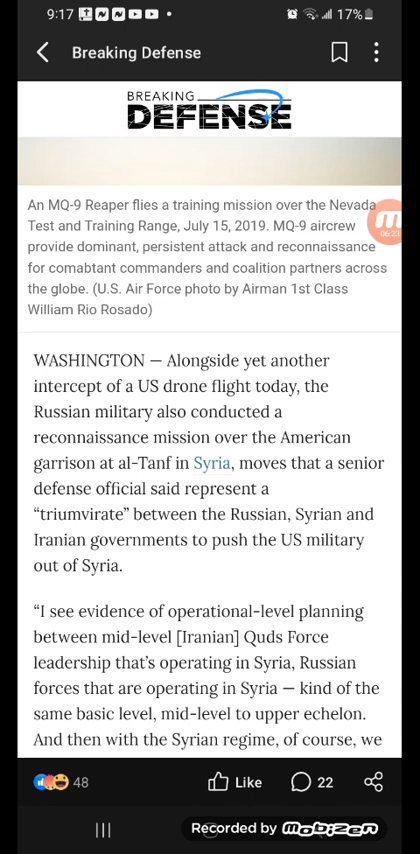 9:17
17%
Breaking Defense
BREAKING
DEFENSE
An MQ-9 Reaper flies a training mission over the Nevada
Test and Training Range, July 15, 2019. MQ-9 aircrew
06:23
provide dominant, persistent attack and reconnaissance
for comabtant commanders and coalition partners across
the globe. (U.S. Air Force photo by Airman 1st Class
William Rio Rosado)
WASHINGTON — Alongside yet another
intercept of a US drone flight today, the
Russian military also conducted a
reconnaissance mission over the American
garrison at al-Tanf in Syria, moves that a senior
defense official said represent a
“triumvirate” between the Russian, Syrian and
Iranian governments to push the US military
out of Syria.
“I see evidence of operational-level planning
between mid-level [Iranian] Quds Force
leadership that’s operating in Syria, Russian
forces that are operating in Syria — kind of the
same basic level, mid-level to upper echelon.
And then with the Syrian regime, of course, we
48
Like
22
Recorded by mobizen